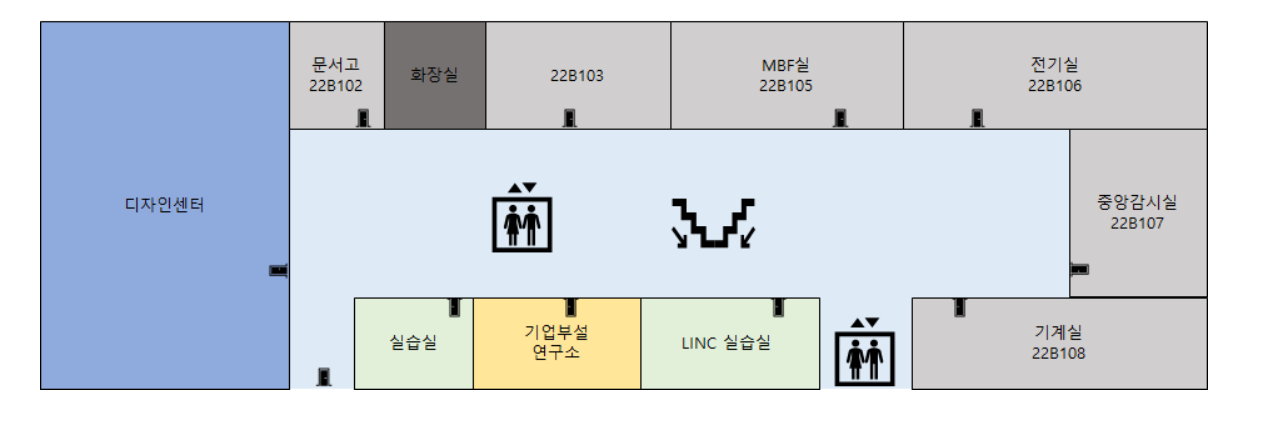 문서고
22B102
화장실
22B103
MBF실
22B105
전기실
22B106
디자인센터
중앙감시실
22B107
실습실
기업부설
연구소
LINC 실습실
기계실
22B108